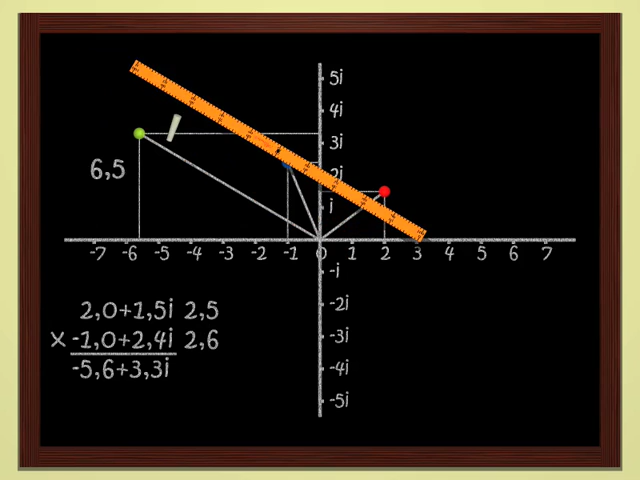 5i
4i
3i
2i
i
6,5
-7 -6 -5 -4 -3 -2 -1 0 1 2 3 4 5 6 7
-i
-2i
-3i
-4i
-5i
2,0+1,5i 2,5
x -1,0+2,4i 2,6
-5,6+3,3i